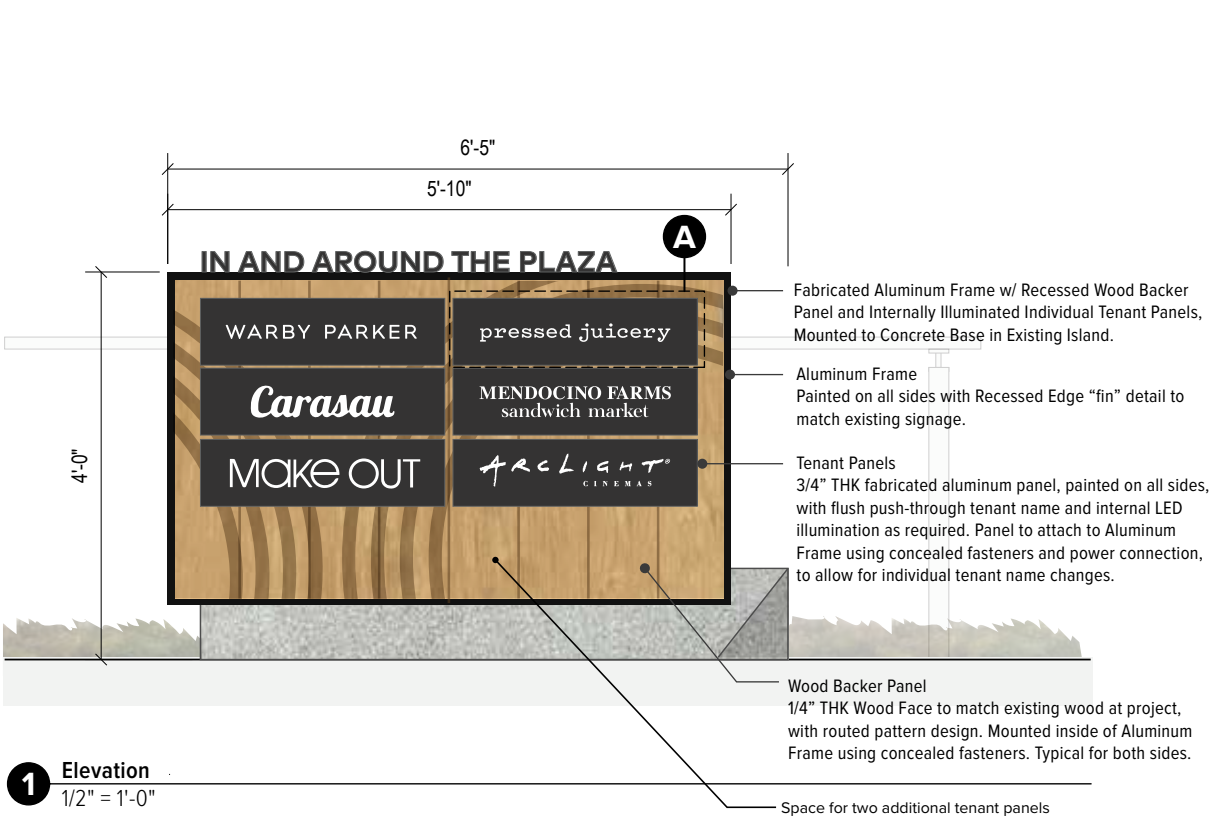 6'-5"
5'-10"
A
IN AND AROUND THE PLAZA
4'-0"
WARBY PARKER
pressed juicery
Carasau
MENDOCINO FARMS
sandwich market
Make OUT
ArcLight®
CINEMAS
Fabricated Aluminum Frame w/ Recessed Wood Backer
Panel and Internally Illuminated Individual Tenant Panels,
Mounted to Concrete Base in Existing Island.
Aluminum Frame
Painted on all sides with Recessed Edge “fin” detail to
match existing signage.
Tenant Panels
3/4” THK fabricated aluminum panel, painted on all sides,
with flush push-through tenant name and internal LED
illumination as required. Panel to attach to Aluminum
Frame using concealed fasteners and power connection,
to allow for individual tenant name changes.
Wood Backer Panel
1/4” THK Wood Face to match existing wood at project,
with routed pattern design. Mounted inside of Aluminum
Frame using concealed fasteners. Typical for both sides.
Space for two additional tenant panels
1
Elevation
1/2" = 1'-0"